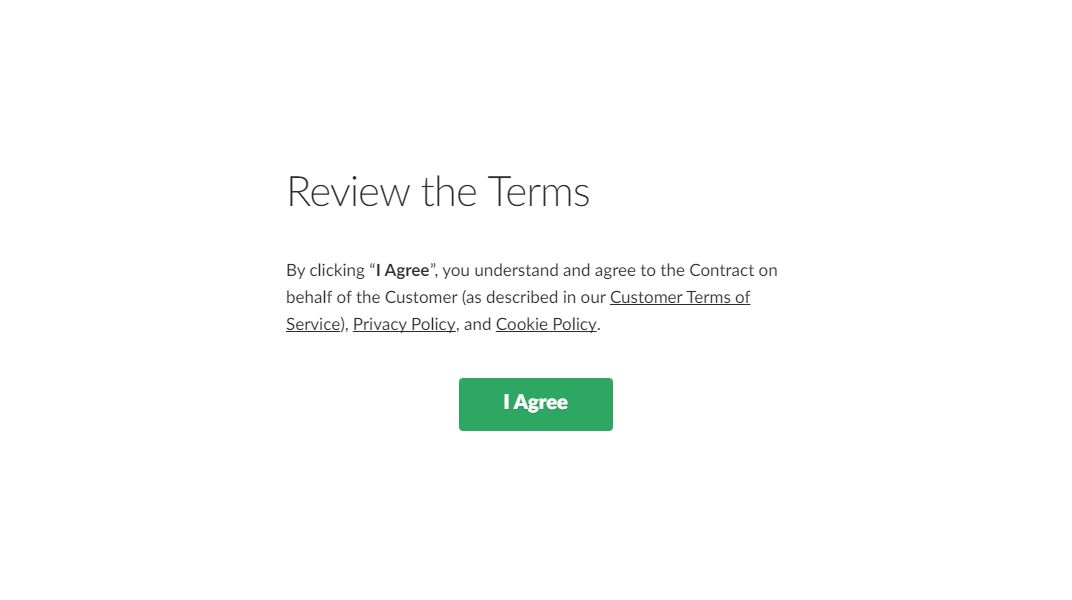 Review the Terms
By clicking “I Agree”, you understand and agree to the Contract on
behalf of the Customer (as described in our Customer Terms of
Service), Privacy Policy, and Cookie Policy.
I Agree